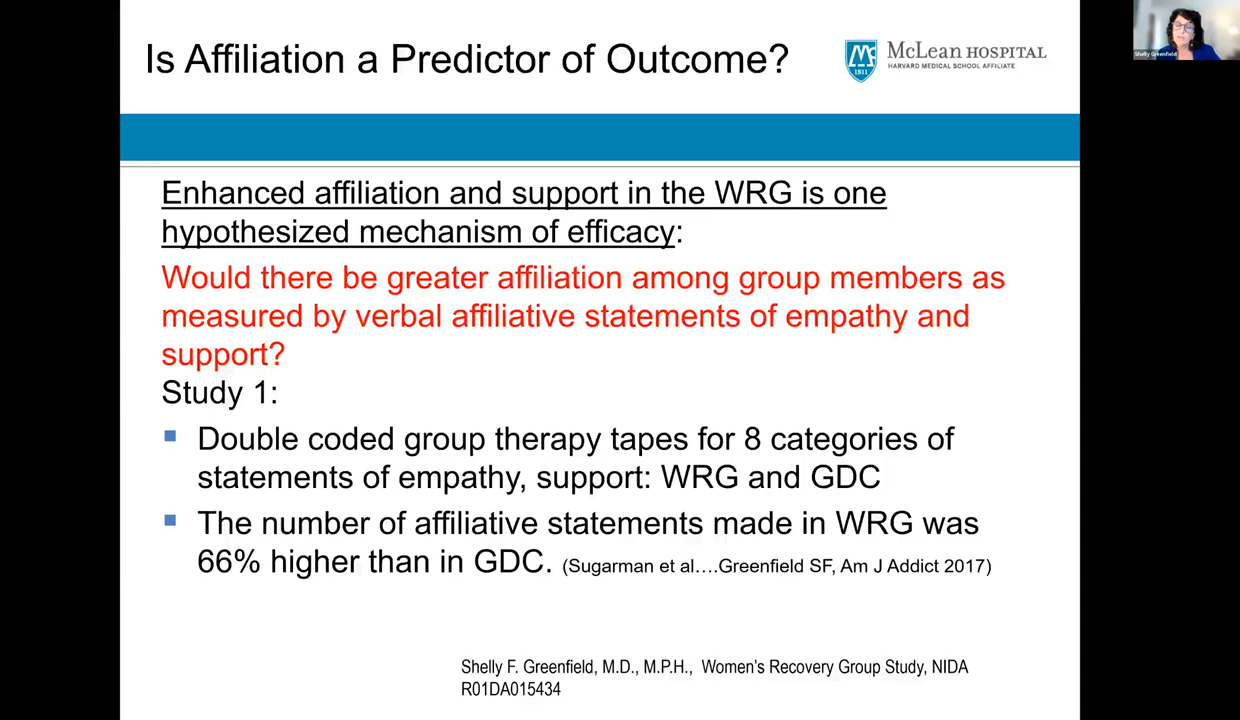 Is Affiliation a Predictor of Outcome?
McLEAN HOSPITAL
HARVARD MEDICAL SCHOOL AFFILIATE
Mc
1811
Shelly Greenfield
Enhanced affiliation and support in the WRG is one
hypothesized mechanism of efficacy:
Would there be greater affiliation among group members as
measured by verbal affiliative statements of empathy and
support?
Study 1:
▪ Double coded group therapy tapes for 8 categories of
statements of empathy, support: WRG and GDC
▪ The number of affiliative statements made in WRG was
66% higher than in GDC. (Sugarman et al….Greenfield SF, Am J Addict 2017)
Shelly F. Greenfield, M.D., M.P.H., Women's Recovery Group Study, NIDA
R01DA015434